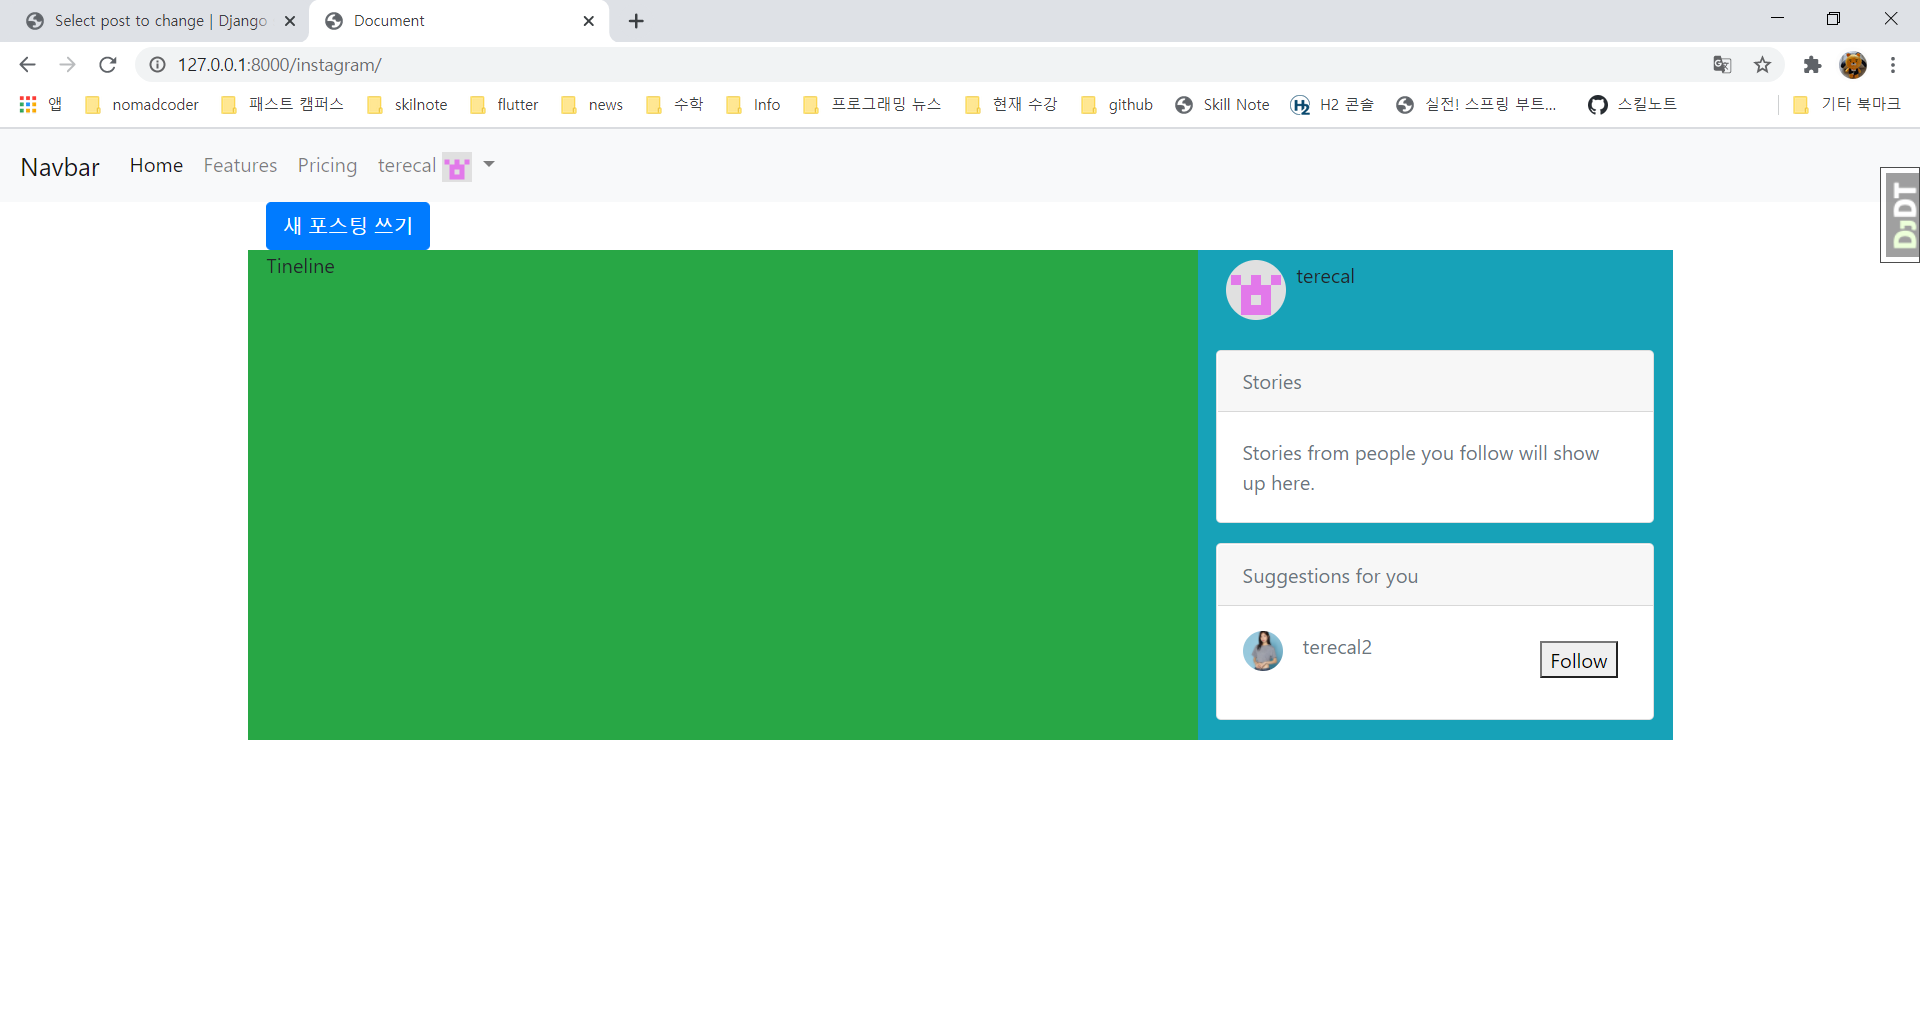 Select post to change | Django
Document
127.0.0.1:8000/instagram/
앱 nomadcoder 패스트 캠퍼스 skilnote flutter news 수학 Info 프로그래밍 뉴스 현재 수강 github Skill Note H2 콘솔 실전! 스프링 부트... 스킬노트 기타 북마크
Navbar Home Features Pricing terecal
DJDT
새 포스팅 쓰기
Tineline
terecal
Stories
Stories from people you follow will show
up here.
Suggestions for you
terecal2
Follow